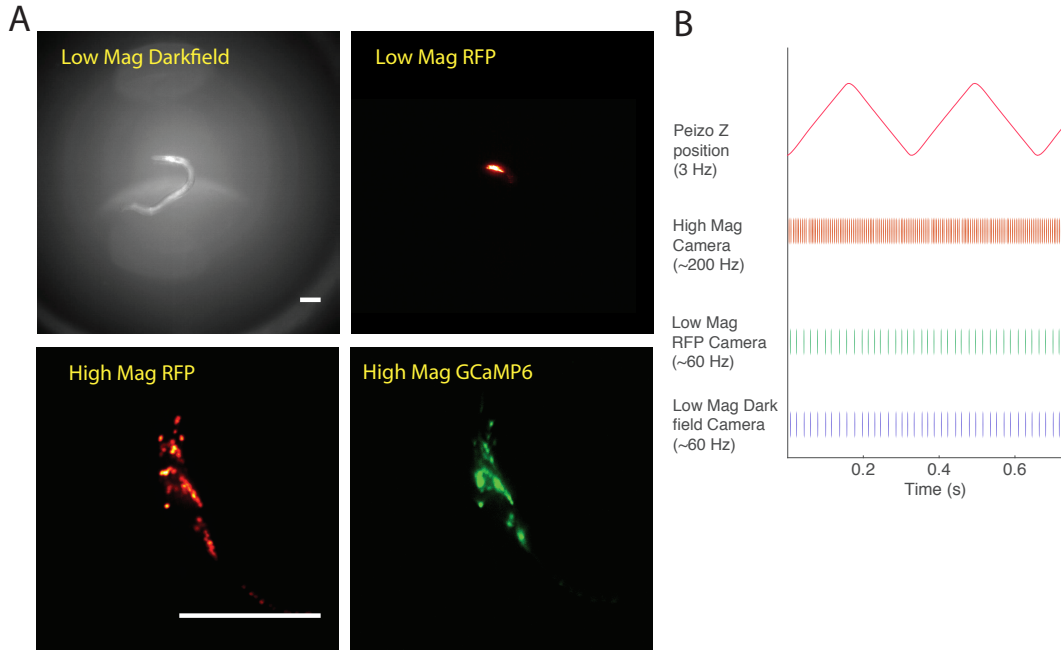 A
Low Mag Darkfield
Low Mag RFP
High Mag RFP
High Mag GCaMP6
B
Peizo Z
position
(3 Hz)
High Mag
Camera
(~200 Hz)
Low Mag
RFP Camera
(~60 Hz)
Low Mag Dark
field Camera
(~60 Hz)
0.2
0.4
0.6
Time (s)